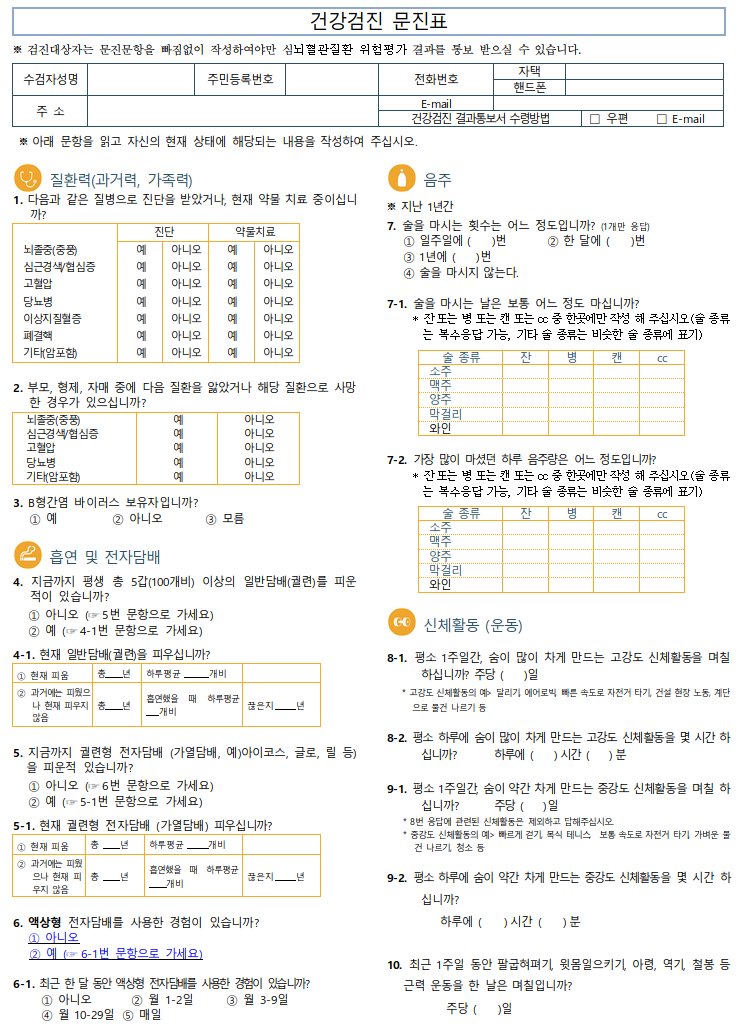 건강검진 문진표
※ 검진대상자는 문진문항을 빠짐없이 작성하여야만 심뇌혈관질환 위험평가 결과를 통보 받으실 수 있습니다.
수검자성명 주민등록번호 전화번호 자택
핸드폰
주 소 E-mail
건강검진 결과통보서 수령방법 □ 우편 □ E-mail
※ 아래 문항을 읽고 자신의 현재 상태에 해당되는 내용을 작성하여 주십시오.
질환력(과거력, 가족력)
1. 다음과 같은 질병으로 진단을 받았거나, 현재 약물 치료 중이십니
까?
진단 약물치료
뇌졸중(중풍) 예 아니오 예 아니오
심근경색/협심증 예 아니오 예 아니오
고혈압 예 아니오 예 아니오
당뇨병 예 아니오 예 아니오
이상지질혈증 예 아니오 예 아니오
폐결핵 예 아니오 예 아니오
기타(암포함) 예 아니오 예 아니오
2. 부모, 형제, 자매 중에 다음 질환을 앓았거나 해당 질환으로 사망
한 경우가 있으십니까?
뇌졸중(중풍) 예 아니오
심근경색/협심증 예 아니오
고혈압 예 아니오
당뇨병 예 아니오
기타(암포함) 예 아니오
3. B형간염 바이러스 보유자입니까?
① 예 ② 아니오 ③ 모름
흡연 및 전자담배
4. 지금까지 평생 총 5갑(100개비) 이상의 일반담배(궐련)를 피운
적이 있습니까?
① 아니오 (☞5번 문항으로 가세요)
② 예 (☞4-1번 문항으로 가세요)
4-1. 현재 일반담배(궐련)을 피우십니까?
① 현재 피움 총___년 하루평균 _____개비
② 과거에는 피웠으
나 현재 피우지
않음
총___년
흡연했을 때 하루평균
___개비
끊은지____년
5. 지금까지 궐련형 전자담배 (가열담배, 예)아이코스, 글로, 릴 등)
을 피운적 있습니까?
① 아니오 (☞6번 문항으로 가세요)
② 예 (☞5-1번 문항으로 가세요)
5-1. 현재 궐련형 전자담배 (가열담배) 피우십니까?
① 현재 피움 총 ___년 하루평균 ____개비
② 과거에는 피웠
으나 현재 피
우지 않음
총 ___년
흡연했을 때 하루평균
____개비
끊은지____년
6. 액상형 전자담배를 사용한 경험이 있습니까?
① 아니오
② 예 (☞ 6-1번 문항으로 가세요)
6-1. 최근 한 달 동안 액상형 전자담배를 사용한 경험이 있습니까?
① 아니오 ② 월 1-2일 ③ 월 3-9일
④ 월 10-29일 ⑤ 매일
음주
※ 지난 1년간
7. 술을 마시는 횟수는 어느 정도입니까? (1개만 응답)
① 일주일에 ( )번 ② 한 달에 ( )번
③ 1년에 ( )번
④ 술을 마시지 않는다.
7-1. 술을 마시는 날은 보통 어느 정도 마십니까?
* 잔 또는 병 또는 캔 또는 cc 중 한곳에만 작성 해 주십시오(술 종류
는 복수응답 가능, 기타 술 종류는 비슷한 술 종류에 표기)
술 종류 잔 병 캔 cc
소주
맥주
양주
막걸리
와인
7-2. 가장 많이 마셨던 하루 음주량은 어느 정도입니까?
* 잔 또는 병 또는 캔 또는 cc 중 한곳에만 작성 해 주십시오(술 종류
는 복수응답 가능, 기타 술 종류는 비슷한 술 종류에 표기)
술 종류 잔 병 캔 cc
소주
맥주
양주
막걸리
와인
신체활동 (운동)
8-1. 평소 1주일간, 숨이 많이 차게 만드는 고강도 신체활동을 며칠
하십니까? 주당 ( )일
* 고강도 신체활동의 예> 달리기, 에어로빅, 빠른 속도로 자전거 타기, 건설 현장 노동, 계단
으로 물건 나르기 등
8-2. 평소 하루에 숨이 많이 차게 만드는 고강도 신체활동을 몇 시간 하
십니까? 하루에 ( ) 시간 ( ) 분
9-1. 평소 1주일간, 숨이 약간 차게 만드는 중강도 신체활동을 며칠 하
십니까? 주당 ( )일
* 8번 응답에 관련된 신체활동은 제외하고 답해주십시오.
* 중강도 신체활동의 예> 빠르게 걷기, 복식 테니스, 보통 속도로 자전거 타기, 가벼운 물
건 나르기, 청소 등
9-2. 평소 하루에 숨이 약간 차게 만드는 중강도 신체활동을 몇 시간 하
십니까?
하루에 ( ) 시간 ( ) 분
10. 최근 1주일 동안 팔굽혀펴기, 윗몸일으키기, 아령, 역기, 철봉 등
근력 운동을 한 날은 며칠입니까?
주당 ( )일